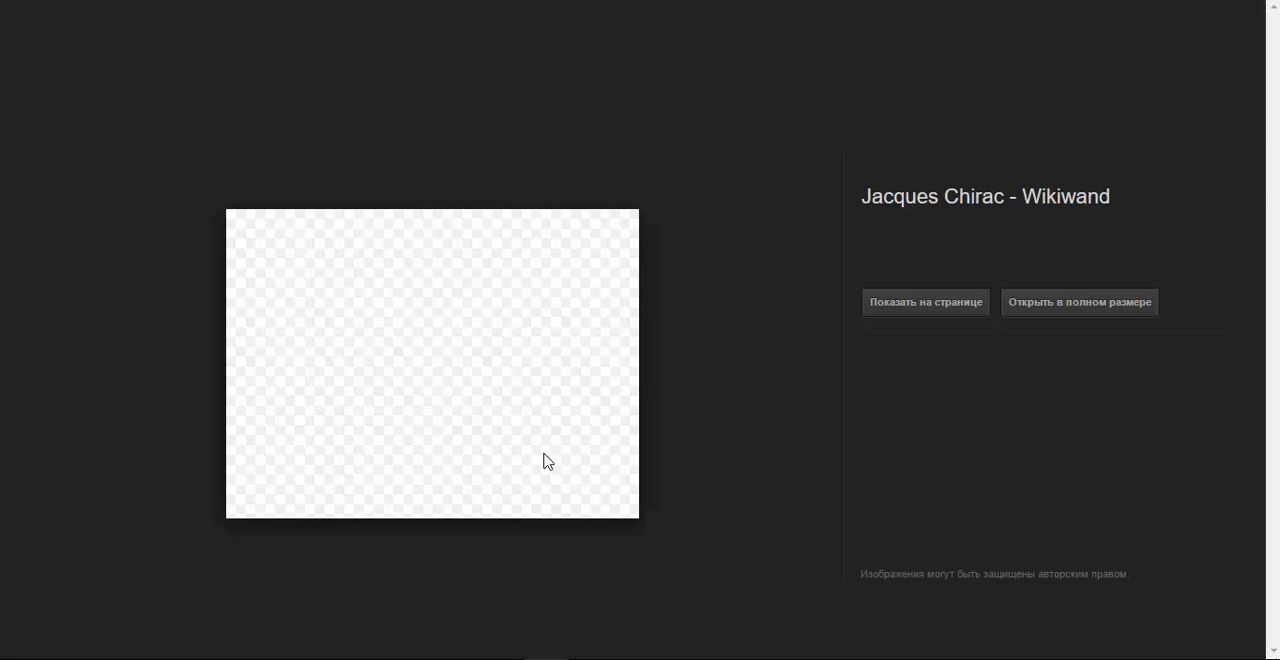 Jacques Chirac - Wikiwand
Показать на странице
Открыть в полном размере
Изображения могут быть защищены авторским правом.